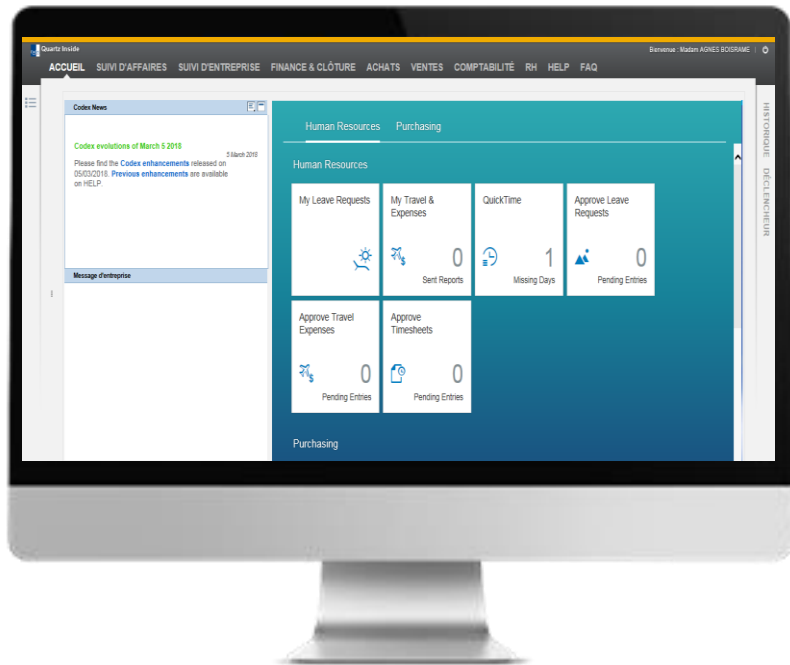 Quartz Inside
Bienvenue : Madam AGNES BOISRAME
ACCUEIL SUIVI D'AFFAIRES SUIVI D'ENTREPRISE FINANCE & CLÔTURE ACHATS VENTES COMPTABILITÉ RH HELP FAQ
Codex News
Codex evolutions of March 5 2018
5 March 2018
Please find the Codex enhancements released on
05/03/2018. Previous enhancements are available
on HELP.
Message d'entreprise
Human Resources Purchasing
Human Resources
My Leave Requests
My Travel &
Expenses
0
Sent Reports
QuickTime
1
Missing Days
Approve Leave
Requests
0
Pending Entries
Approve Travel
Expenses
0
Pending Entries
Approve
Timesheets
0
Pending Entries
Purchasing
HISTORIQUE
DÉCLENCHEUR